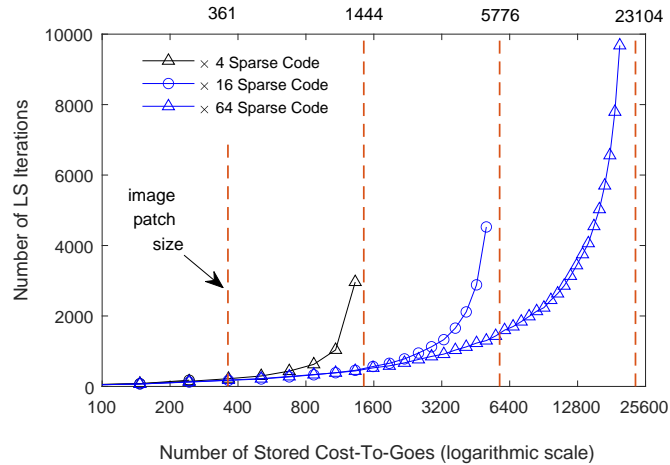 361 1444 5776 23104
10000
8000
6000
4000
2000
0
Number of LS Iterations
× 4 Sparse Code
× 16 Sparse Code
× 64 Sparse Code
image
patch
size
100 200 400 800 1600 3200 6400 12800 25600
Number of Stored Cost-To-Goes (logarithmic scale)